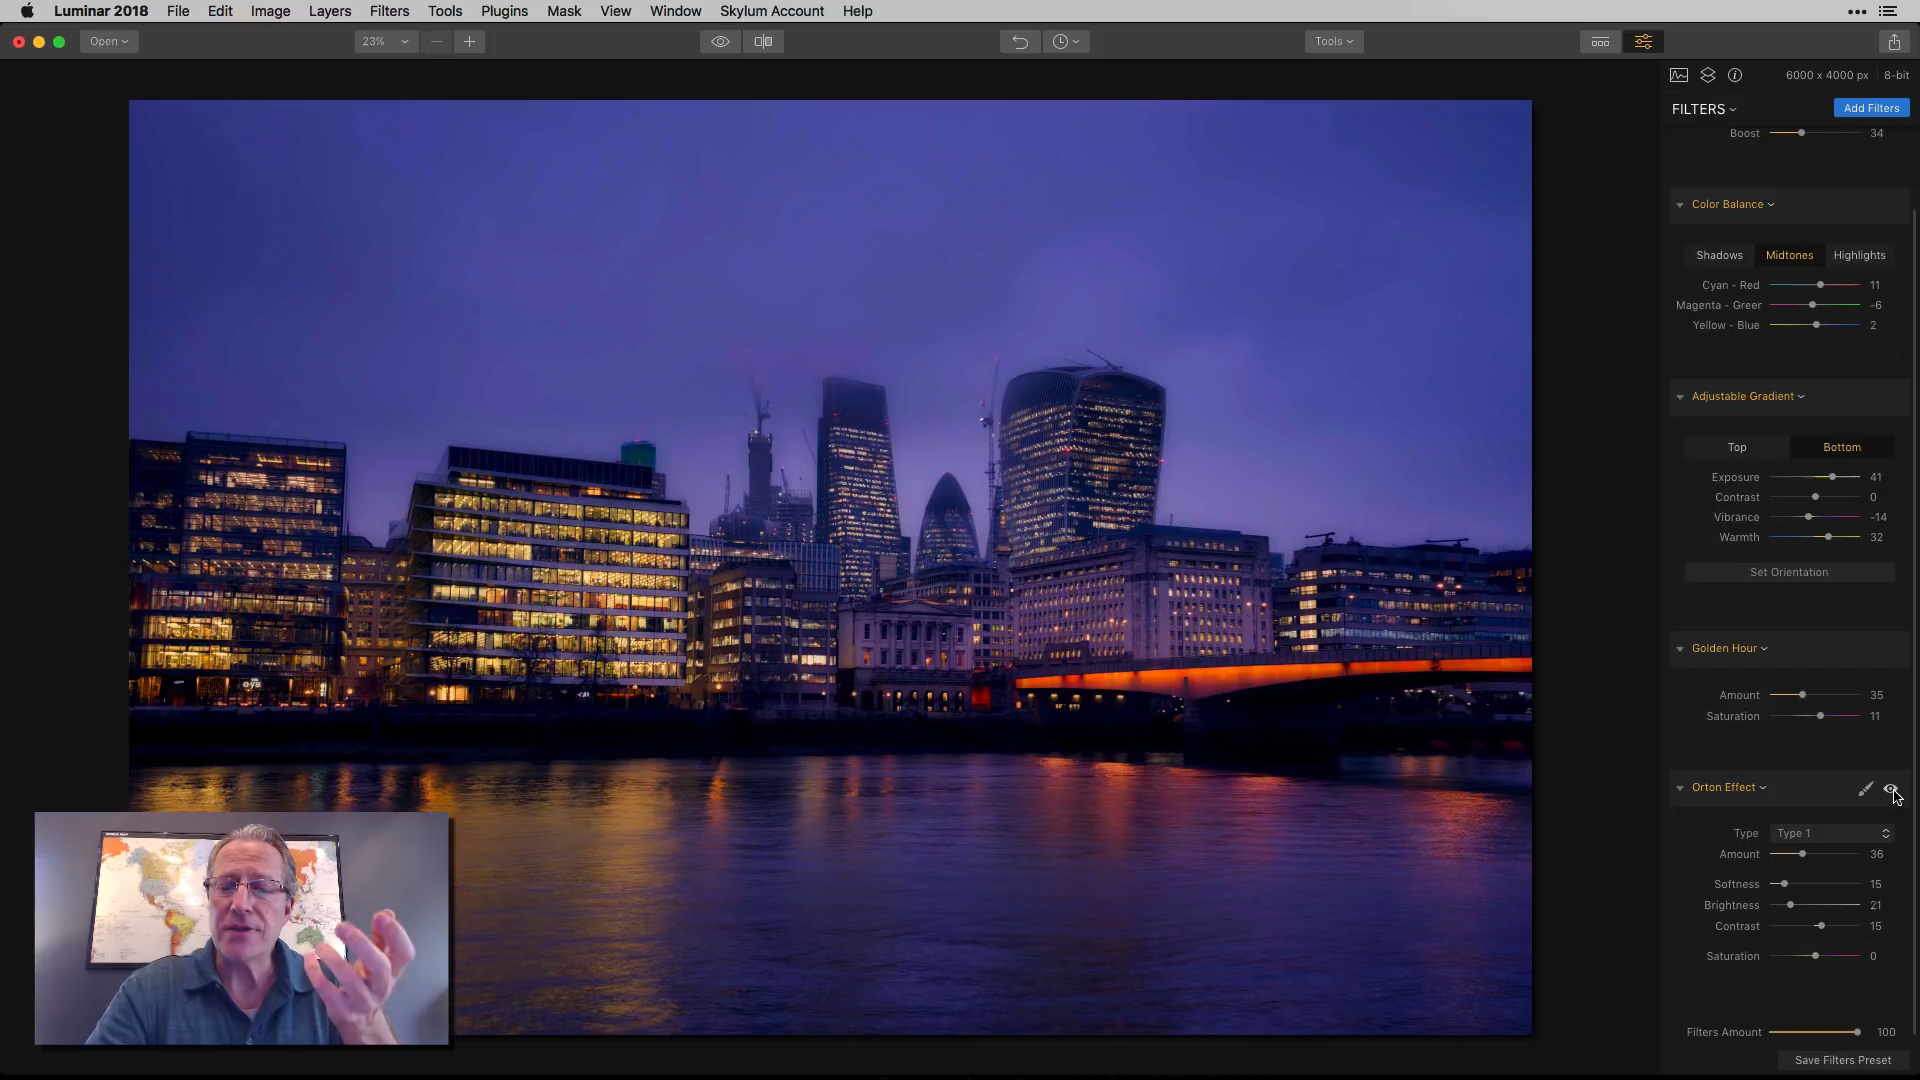 Luminar 2018 File Edit Image Layers Filters Tools Plugins Mask View Window Skylum Account Help
Open 23% Tools
6000 x 4000 px 8-bit
FILTERS Add Filters
Boost 34
Color Balance
Shadows Midtones Highlights
Cyan - Red 11
Magenta - Greer -6
Yellow - Blue 2
Adjustable Gradient
Top Bottom
Exposure 41
Contrast 0
Vibrance -14
Warmth 32
Set Orientation
Golden Hour
Amount 35
Saturation 11
Orton Effect
Type Type 1
Amount 36
Softness 15
Brightness 21
Contrast 15
Saturation 0
Filters Amount 100
Save Filters Preset